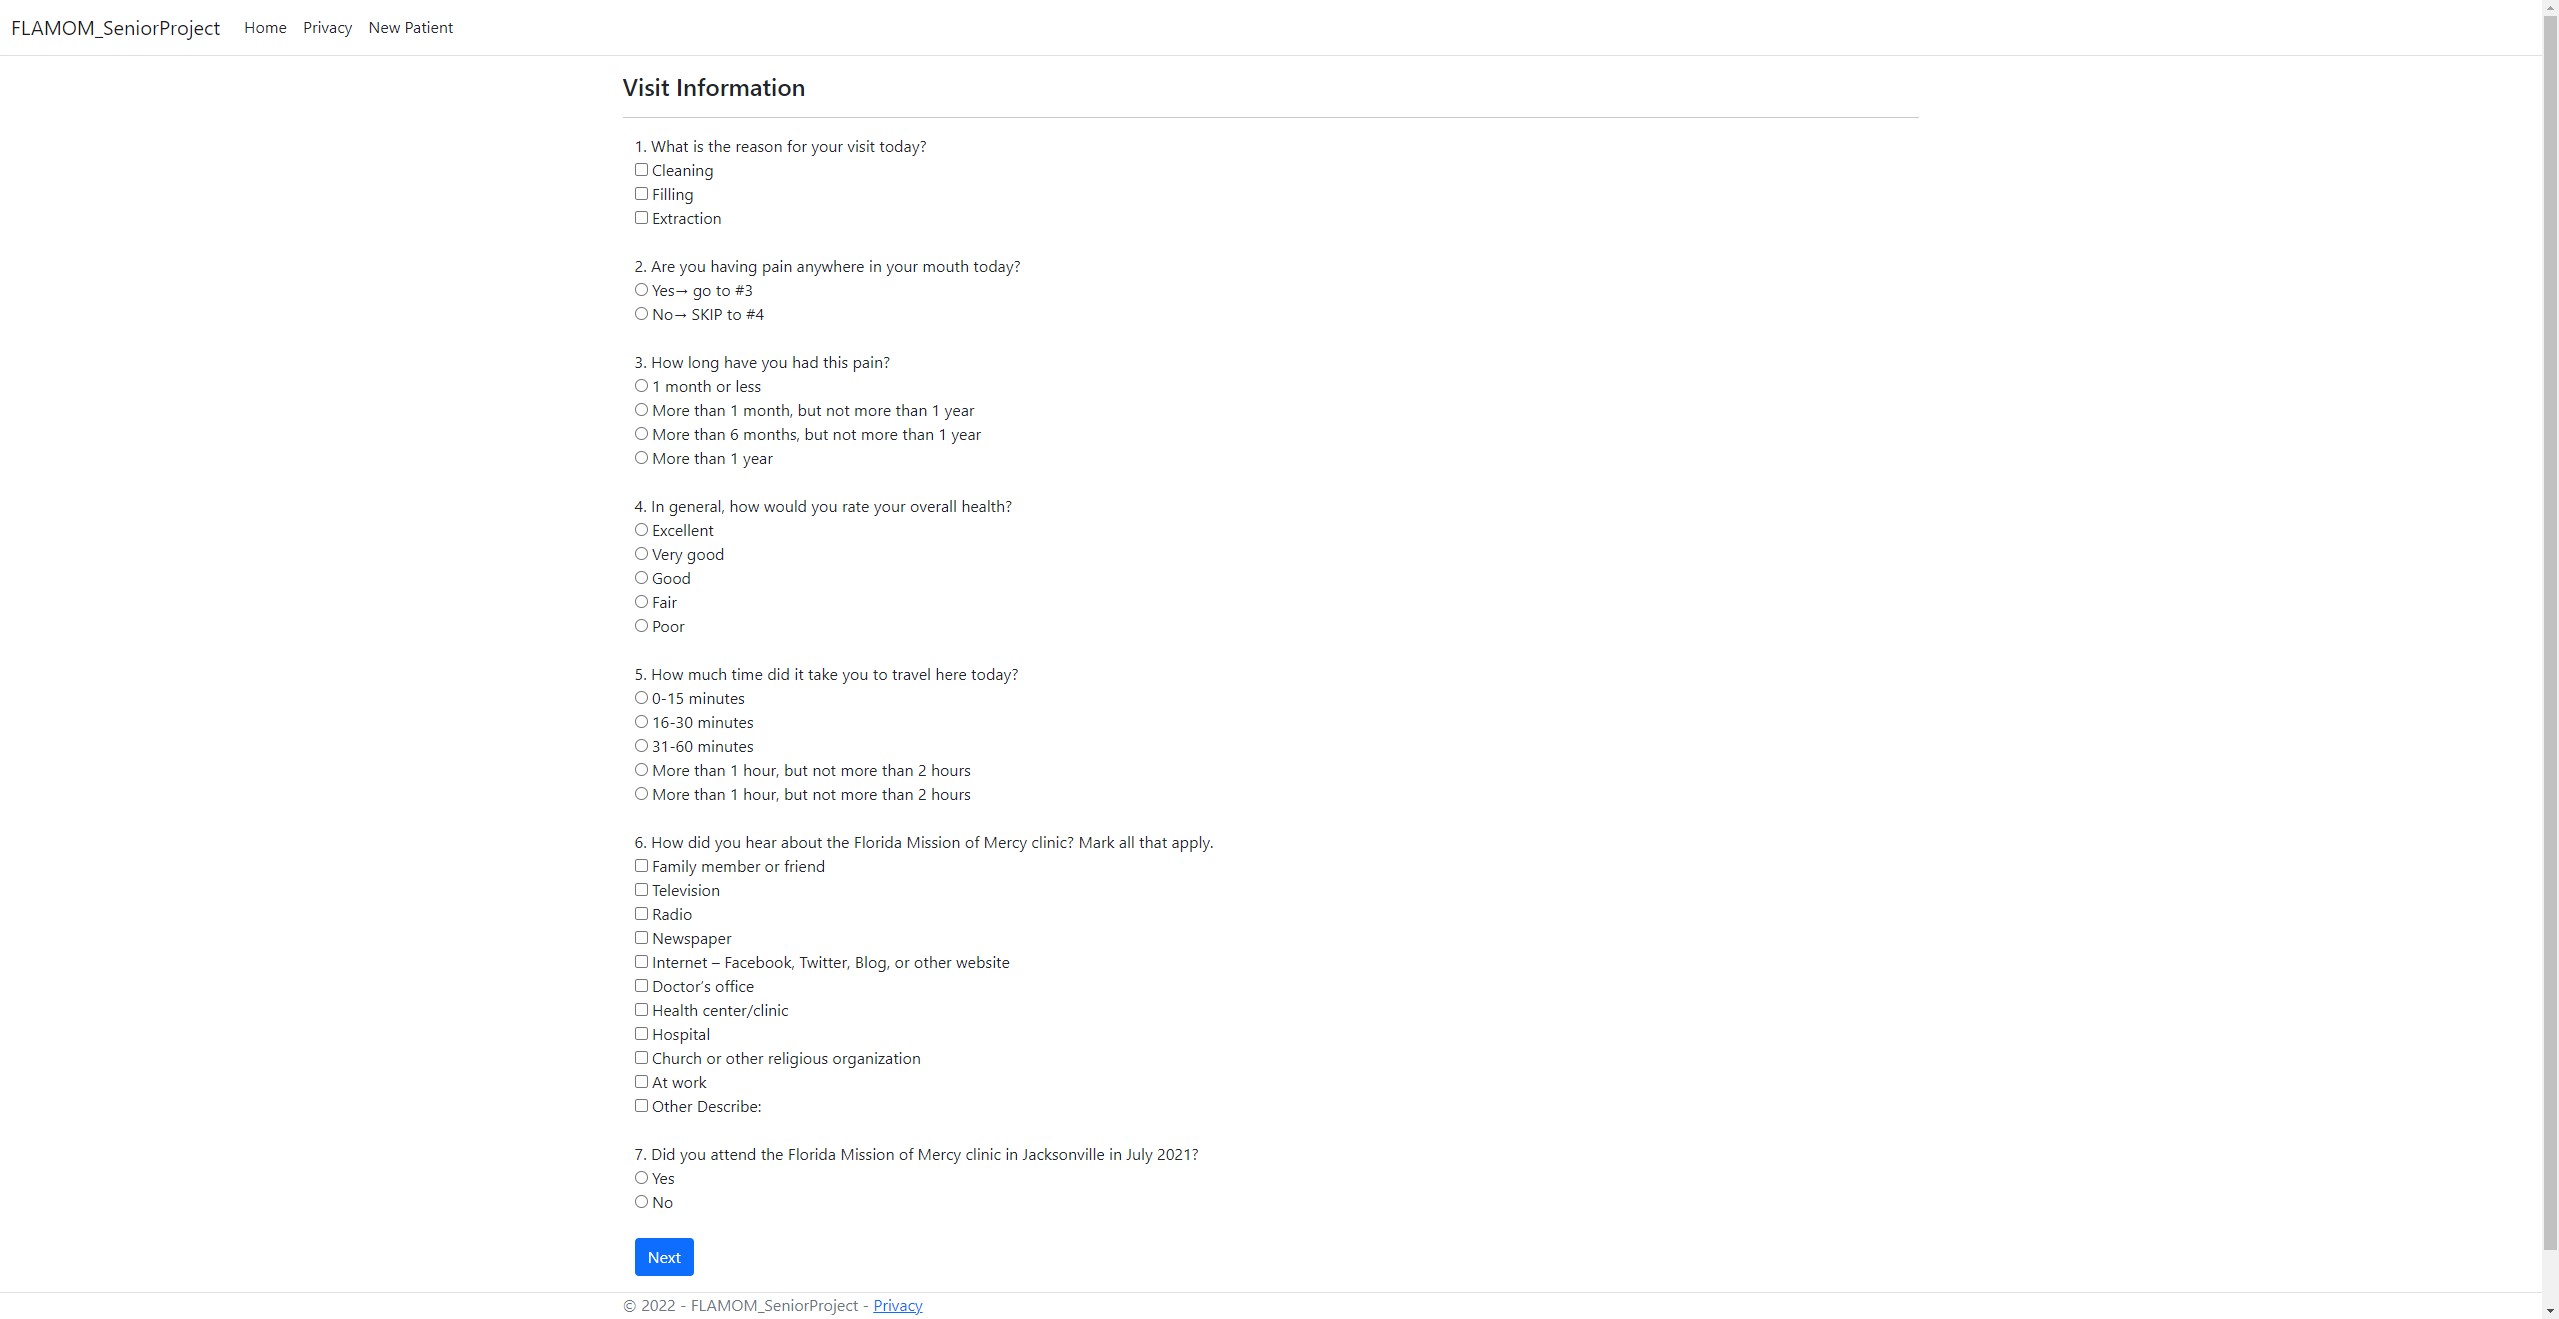 FLAMOM_SeniorProject Home Privacy New Patient
Visit Information
1. What is the reason for your visit today?
Cleaning
Filling
Extraction
2. Are you having pain anywhere in your mouth today?
Yes→ go to #3
No→ SKIP to #4
3. How long have you had this pain?
1 month or less
More than 1 month, but not more than 1 year
More than 6 months, but not more than 1 year
More than 1 year
4. In general, how would you rate your overall health?
Excellent
Very good
Good
Fair
Poor
5. How much time did it take you to travel here today?
0-15 minutes
16-30 minutes
31-60 minutes
More than 1 hour, but not more than 2 hours
More than 1 hour, but not more than 2 hours
6. How did you hear about the Florida Mission of Mercy clinic? Mark all that apply.
Family member or friend
Television
Radio
Newspaper
Internet – Facebook, Twitter, Blog, or other website
Doctor's office
Health center/clinic
Hospital
Church or other religious organization
At work
Other Describe:
7. Did you attend the Florida Mission of Mercy clinic in Jacksonville in July 2021?
Yes
No
Next
© 2022 - FLAMOM_SeniorProject - Privacy